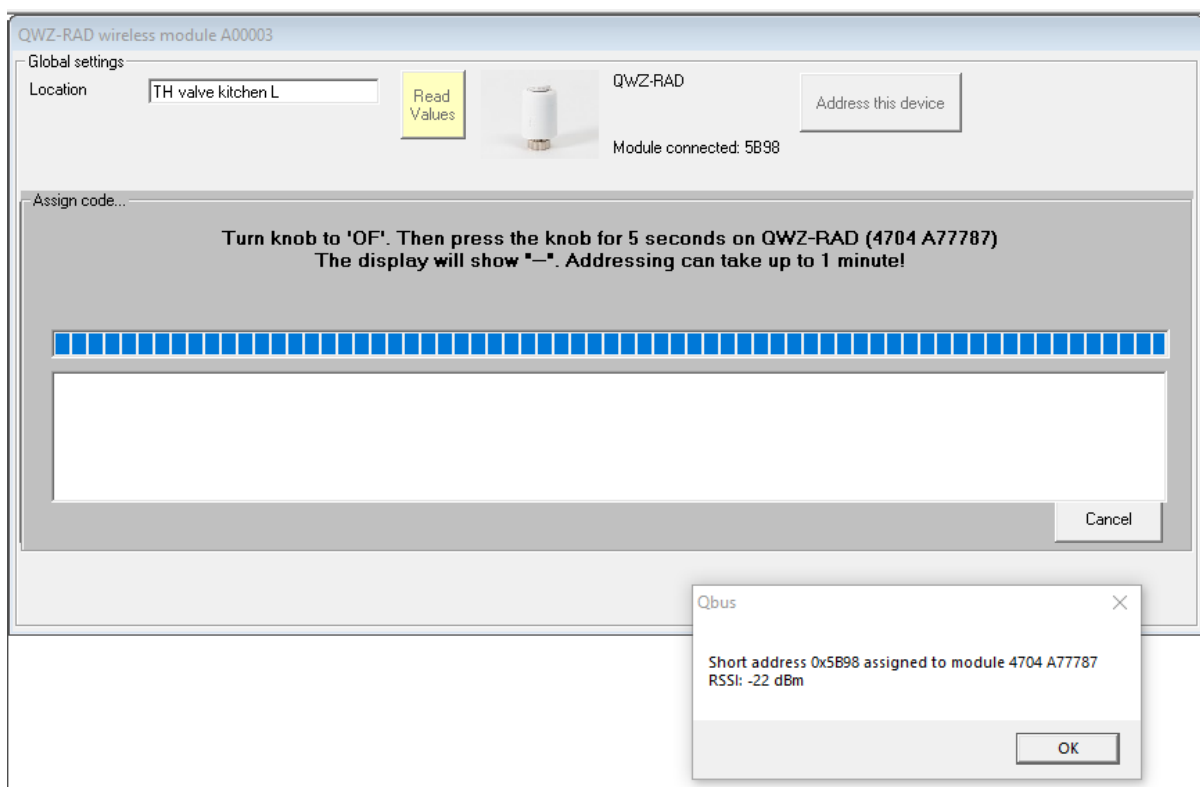 QWZ-RAD wireless module A00003
Global settings
Location
TH valve kitchen L
Read
Values
QWZ-RAD
Module connected: 5B98
Address this device
Assign code...
Turn knob to 'OF'. Then press the knob for 5 seconds on QWZ-RAD (4704 A77787)
The display will show "--". Addressing can take up to 1 minute!
Cancel
Qbus
Short address 0x5B98 assigned to module 4704 A77787
RSSI: -22 dBm
OK